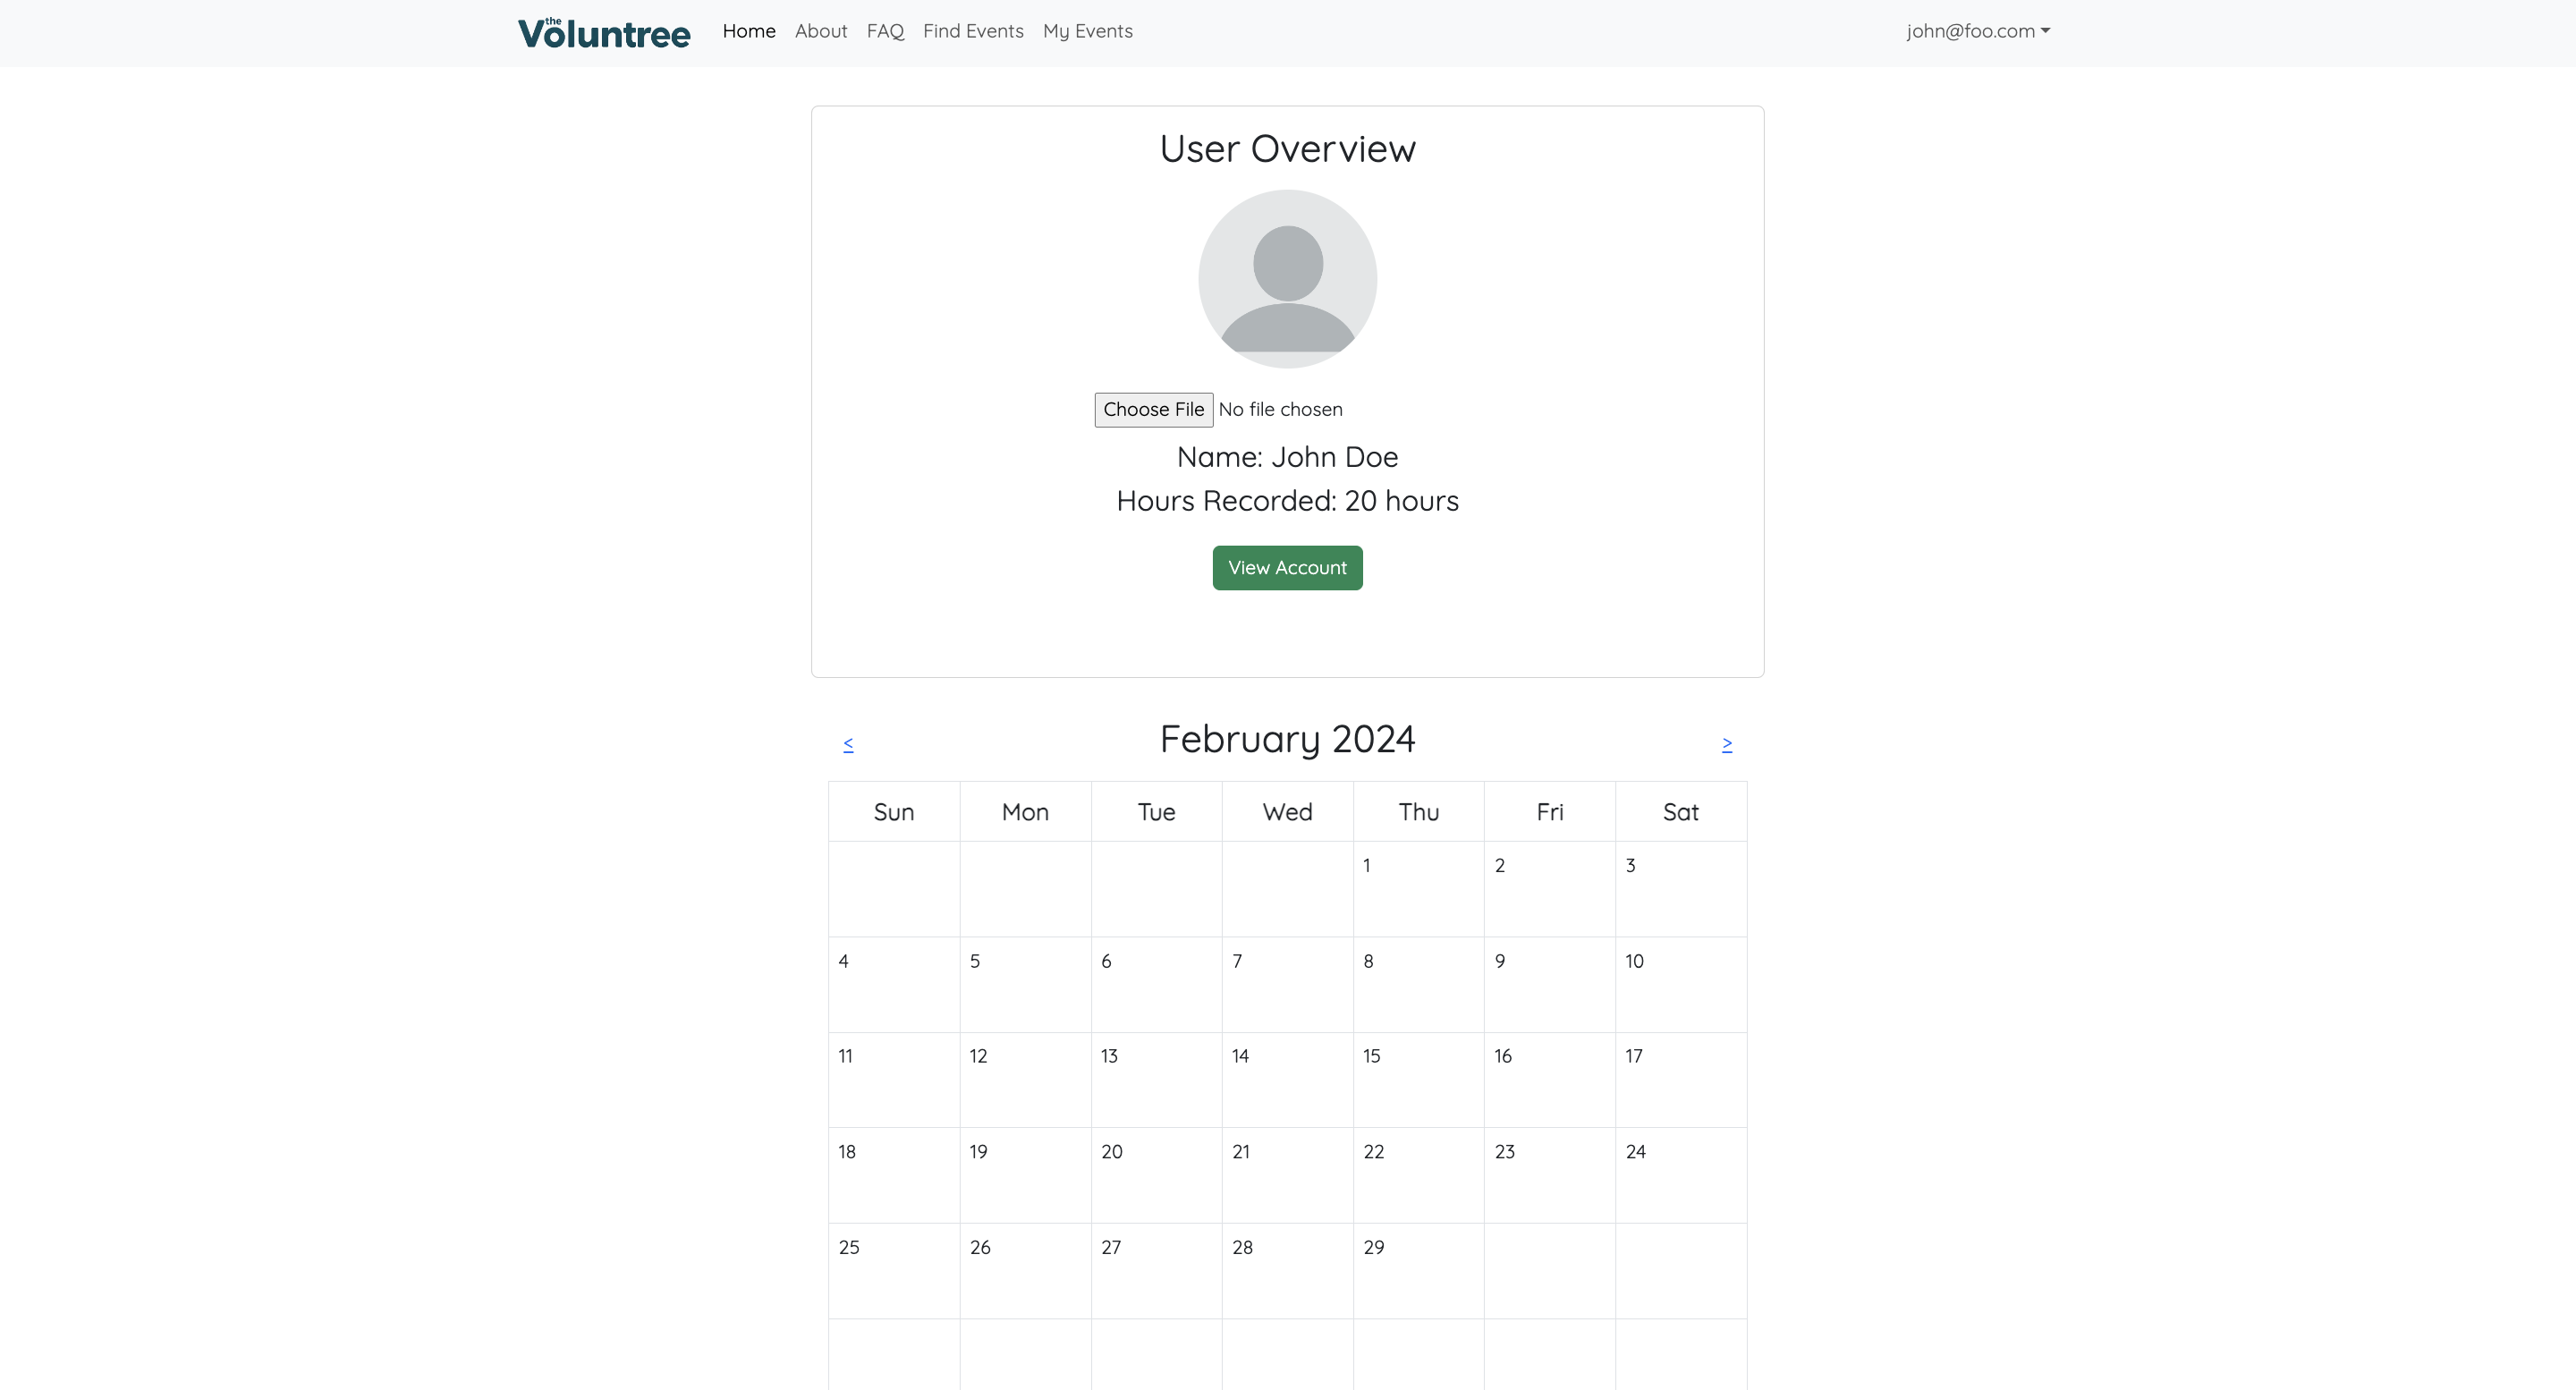 the Voluntree Home About FAQ Find Events My Events john@foo.com
User Overview
Choose File No file chosen
Name: John Doe
Hours Recorded: 20 hours
View Account
< February 2024 >
Sun Mon Tue Wed Thu Fri Sat
1 2 3
4 5 6 7 8 9 10
11 12 13 14 15 16 17
18 19 20 21 22 23 24
25 26 27 28 29